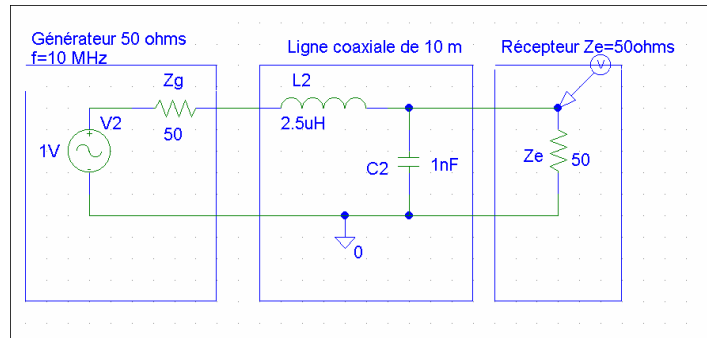 Générateur 50 ohms
f=10 MHz
Ligne coaxiale de 10 m
Récepteur Ze=50ohms
V
Zg
50
L2
2.5uH
V2
1V
+
-
C2
1nF
Ze
50
0